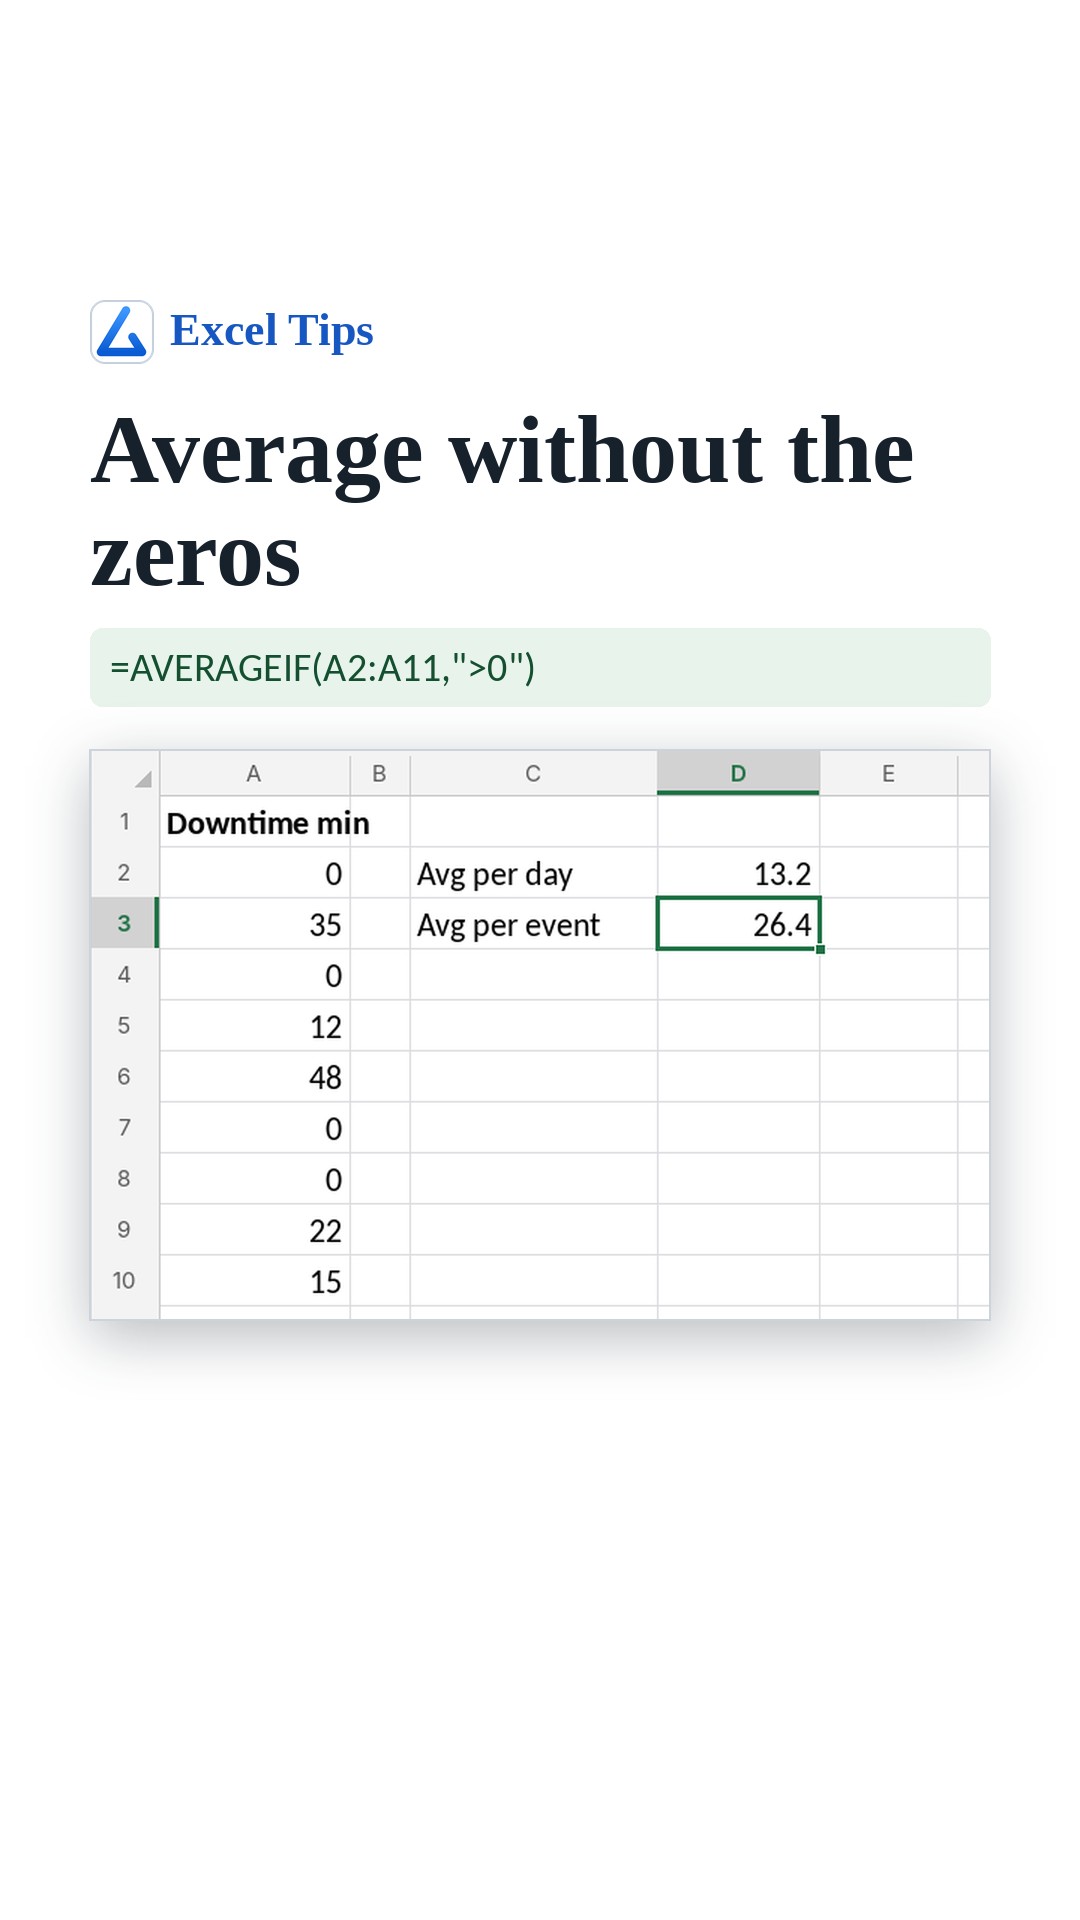 Excel Tips
Average without the
zeros
=AVERAGEIF(A2:A11,">0")
A B C D E
1 Downtime min
2 0 Avg per day 13.2
3 35 Avg per event 26.4
4 0
5 12
6 48
7 0
8 0
9 22
10 15